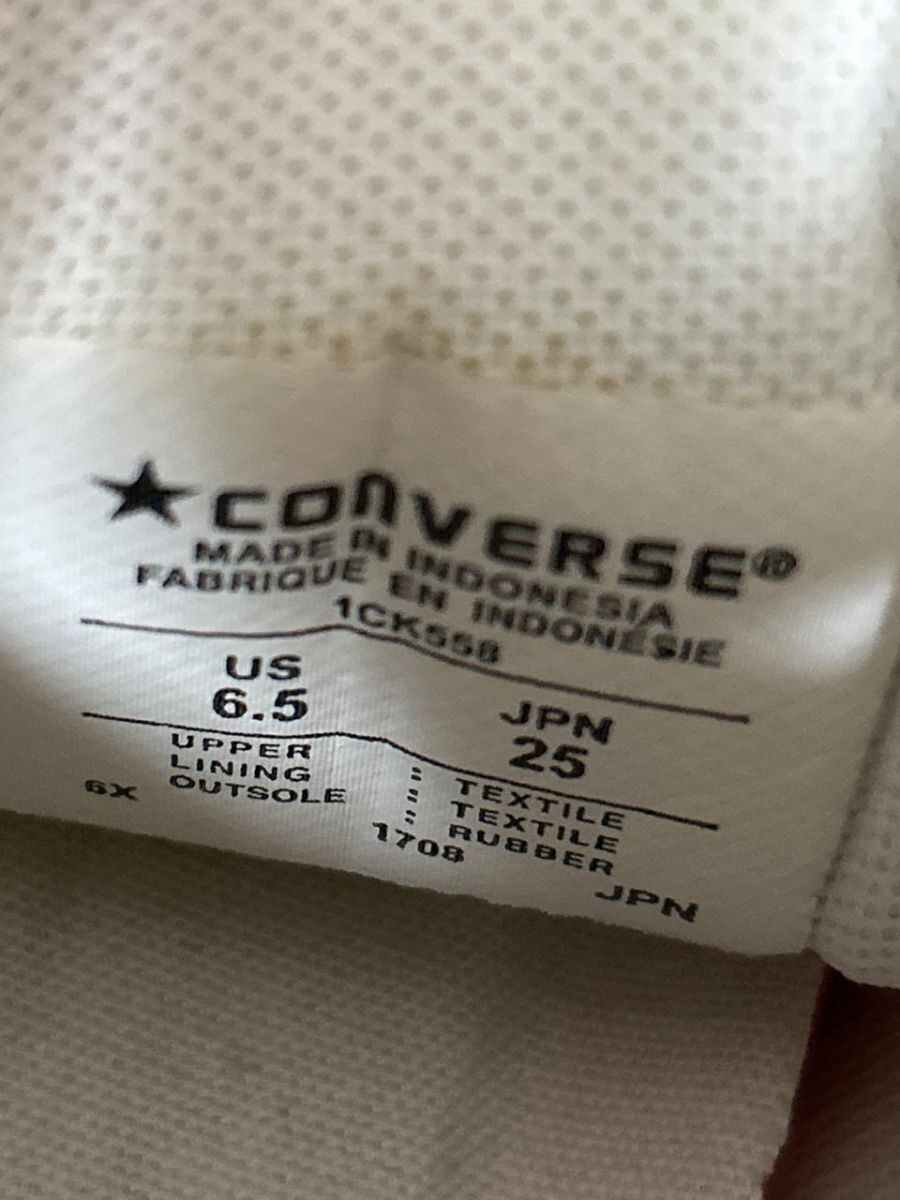 ★CONVERSE®
MADE IN INDONESIA
FABRIQUE EN INDONÉSIE
1CK558
US JPN
6.5 25
UPPER : TEXTILE
LINING : TEXTILE
6X OUTSOLE : RUBBER
1708
JPN